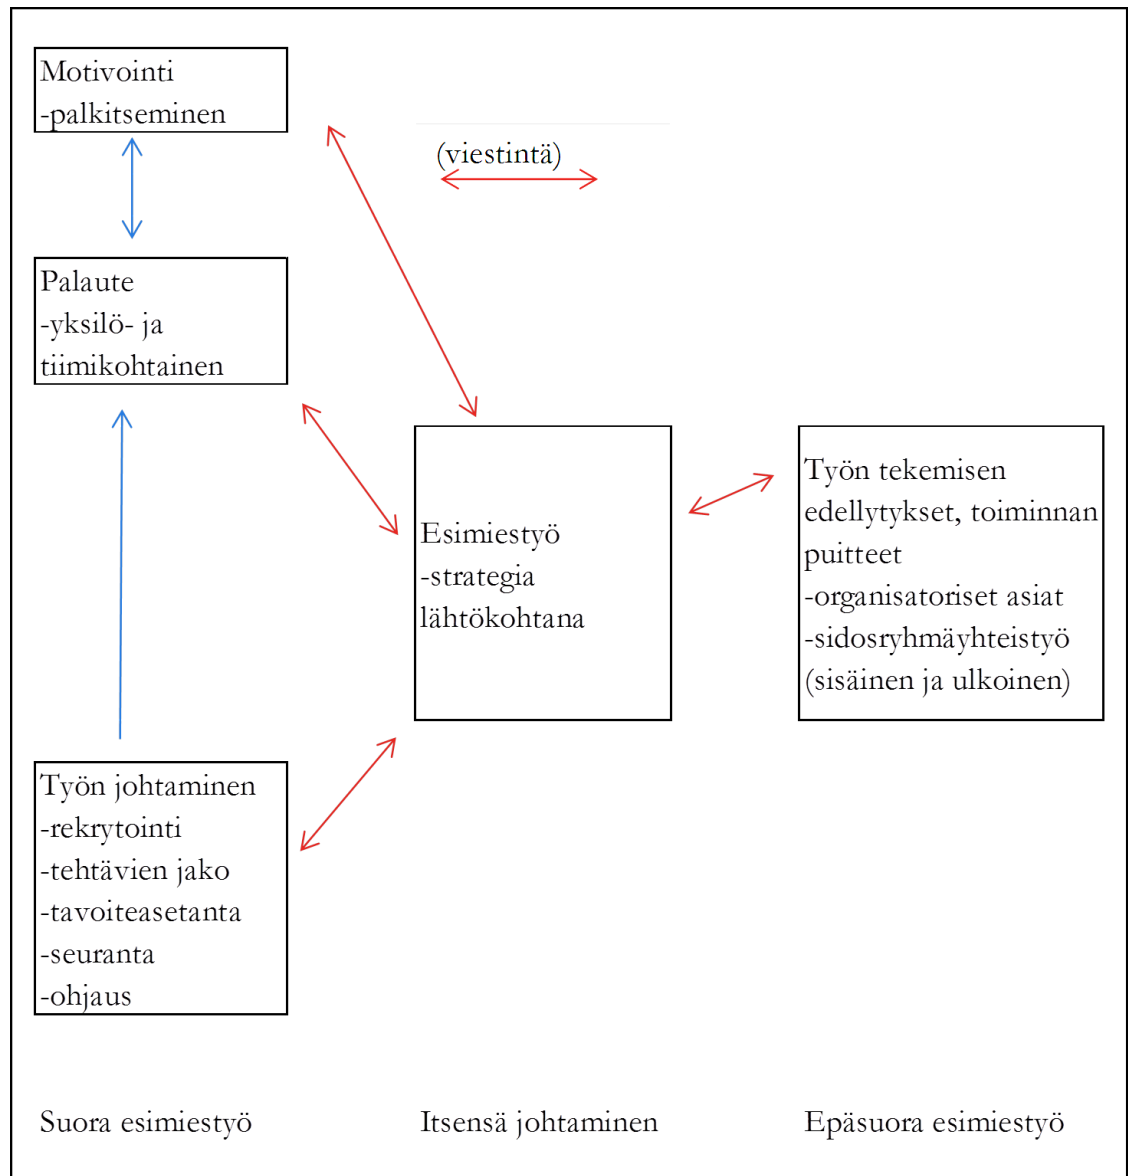 Motivointi
-palkitseminen
(viestintä)
Palaute
-yksilö- ja
tiimikohtainen
Esimiestyö
-strategia
lähtökohtana
Työn tekemisen
edellytykset, toiminnan
puitteet
-organisatoriset asiat
-sidosryhmäyhteistyö
(sisäinen ja ulkoinen)
Työn johtaminen
-rekrytointi
-tehtävien jako
-tavoiteasetanta
-seuranta
-ohjaus
Suora esimiestyö
Itsensä johtaminen
Epäsuora esimiestyö